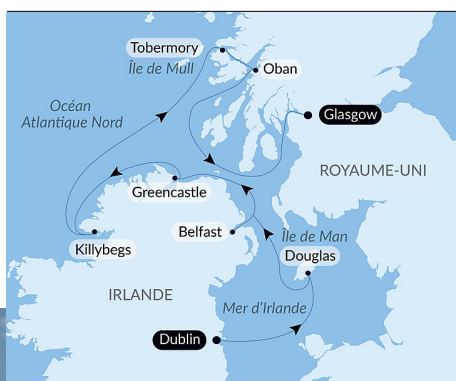 Tobermory
Île de Mull
Oban
Océan
Atlantique Nord
Glasgow
ROYAUME-UNI
Greencastle
Belfast
Île de Man
Killybegs
Douglas
IRLANDE
Mer d'Irlande
Dublin